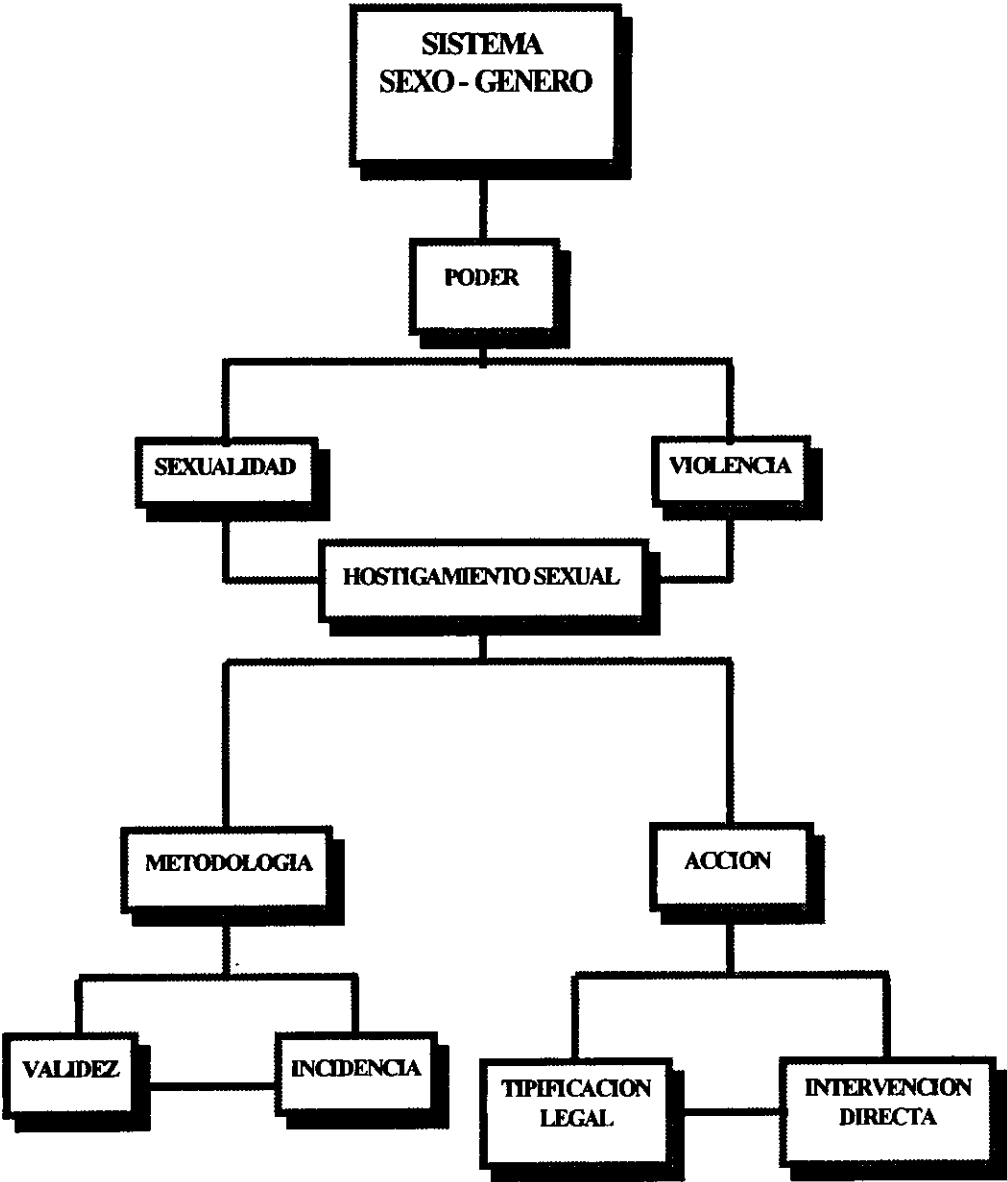 SISTEMA
SEXO - GENERO
PODER
SEXUALIDAD
VIOLENCIA
HOSTIGAMIENTO SEXUAL
METODOLOGIA
ACCION
VALIDEZ
INCIDENCIA
TIPIFICACION
LEGAL
INTERVENCION
DIRECTA